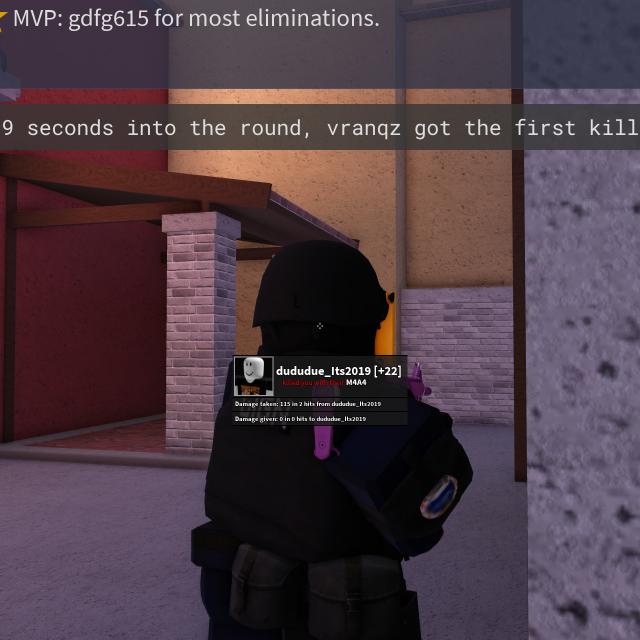 MVP: gdfg615 for most eliminations.
9 seconds into the round, vranqz got the first kill
dududue_Its2019 [+22]
killed you with their M4A4
Damage taken: 115 in 2 hits from dududue_Its2019
Damage given: 0 in 0 hits to dududue_Its2019